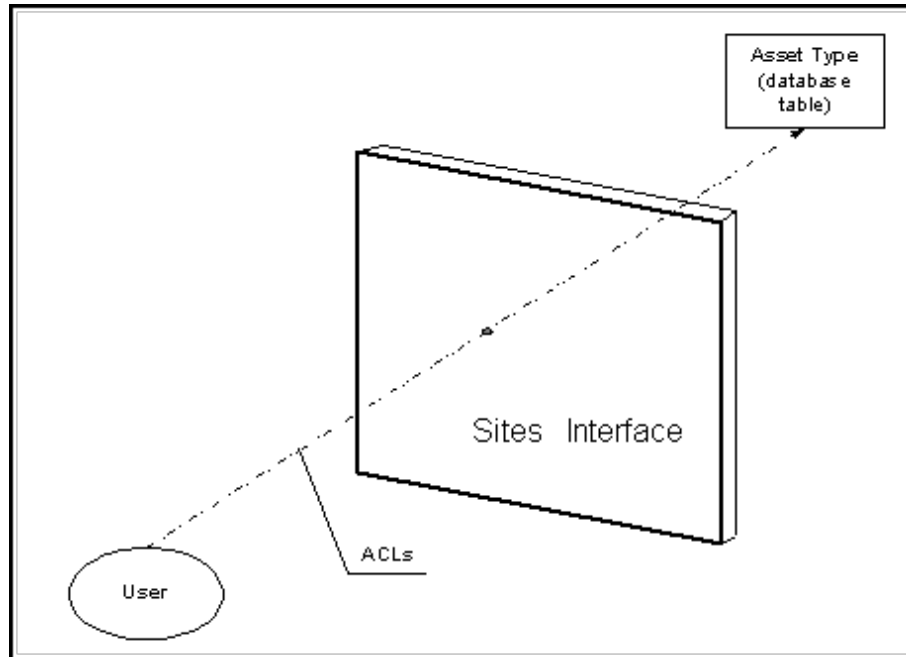 Asset Type
(database
table)
Sites Interface
ACLs
User